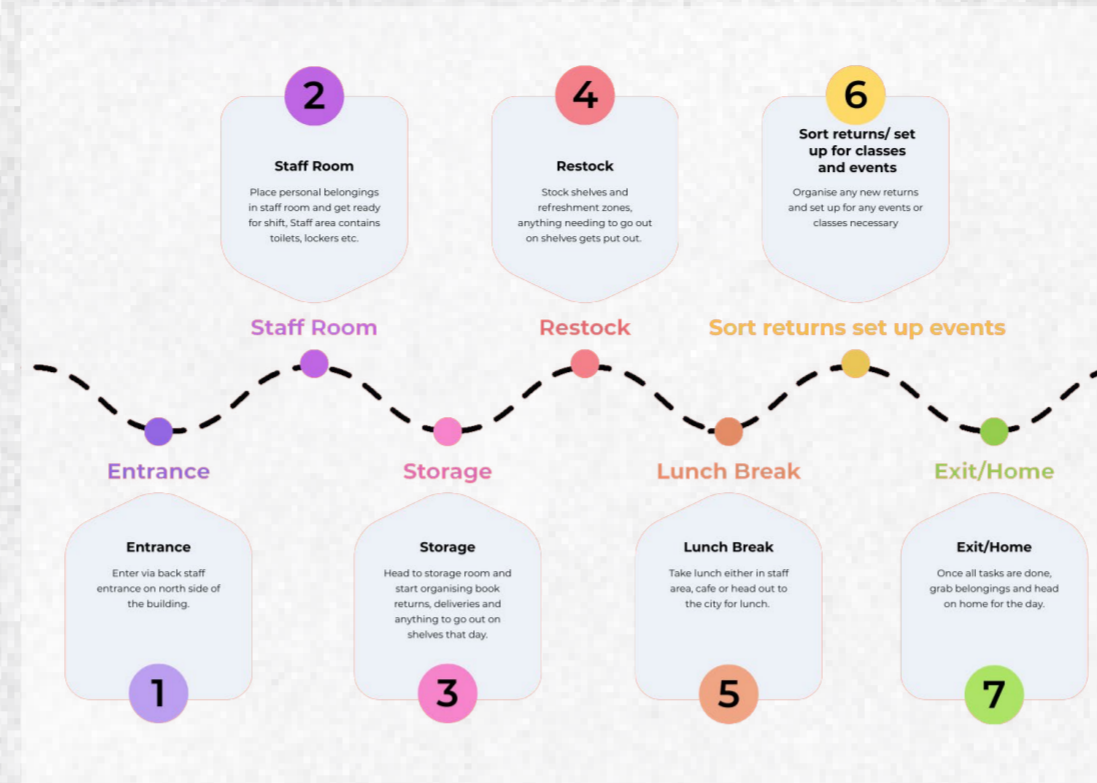 2
Staff Room
Place personal belongings
in staff room and get ready
for shift, Staff area contains
toilets, lockers etc.
4
Restock
Stock shelves and
refreshment zones,
anything needing to go out
on shelves gets put out.
6
Sort returns/ set
up for classes
and events
Organise any new returns
and set up for any events or
classes necessary
Staff Room
Restock
Sort returns set up events
Entrance
Storage
Lunch Break
Exit/Home
Entrance
Enter via back staff
entrance on north side of
the building.
1
Storage
Head to storage room and
start organising book
returns, deliveries and
anything to go out on
shelves that day.
3
Lunch Break
Take lunch either in staff
area, cafe or head out to
the city for lunch.
5
Exit/Home
Once all tasks are done,
grab belongings and head
on home for the day.
7